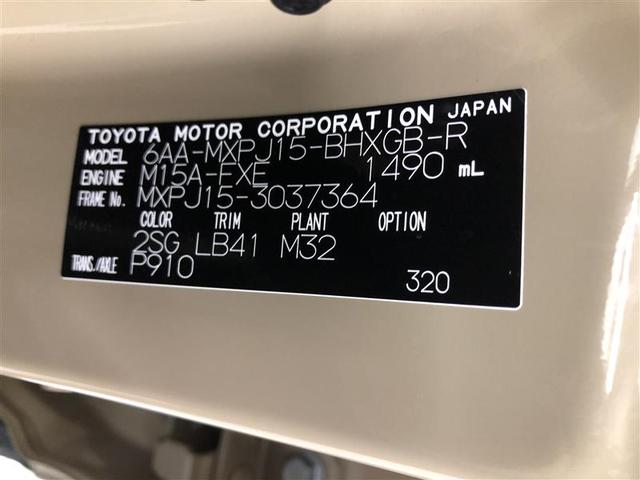 TOYOTA MOTOR CORPORATION JAPAN
MODEL 6AA-MXPJ15-BHXGB-R
ENGINE M15A-FXE 1490 mL
FRAME No. MXPJ15-3037364
COLOR TRIM PLANT OPTION
2SG LB41 M32
TRANS./AXLE P910
320